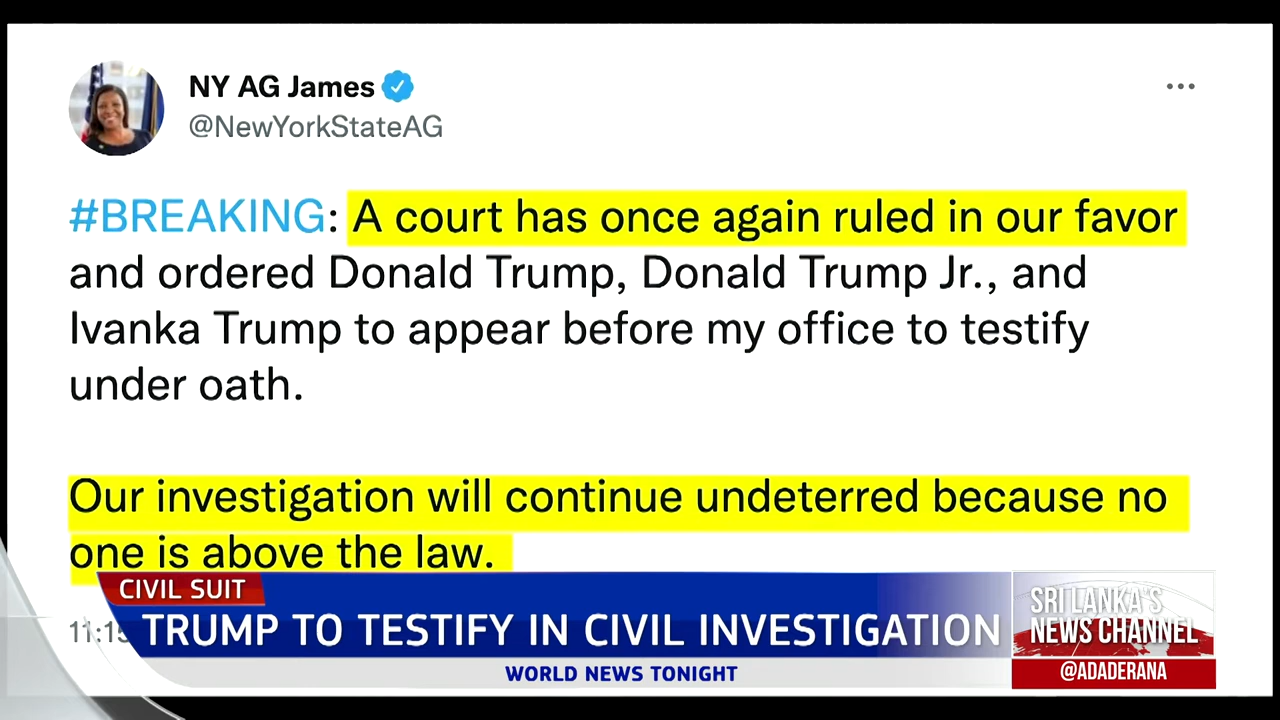 NY AG James
@NewYorkStateAG
#BREAKING: A court has once again ruled in our favor
and ordered Donald Trump, Donald Trump Jr., and
Ivanka Trump to appear before my office to testify
under oath.
Our investigation will continue undeterred because no
one is above the law.
CIVIL SUIT
TRUMP TO TESTIFY IN CIVIL INVESTIGATION
WORLD NEWS TONIGHT
SRI LANKA'S
NEWS CHANNEL
@ADADERANA